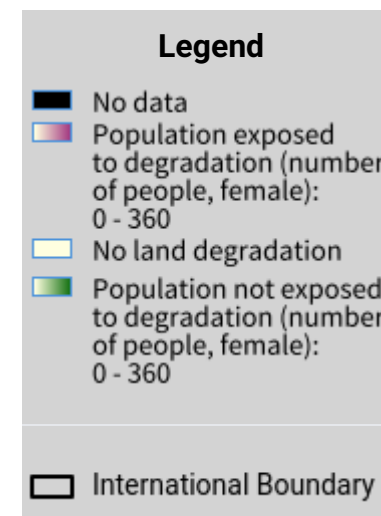 Legend
No data
Population exposed
to degradation (number
of people, female):
0 - 360
No land degradation
Population not exposed
to degradation (number
of people, female):
0 - 360
International Boundary